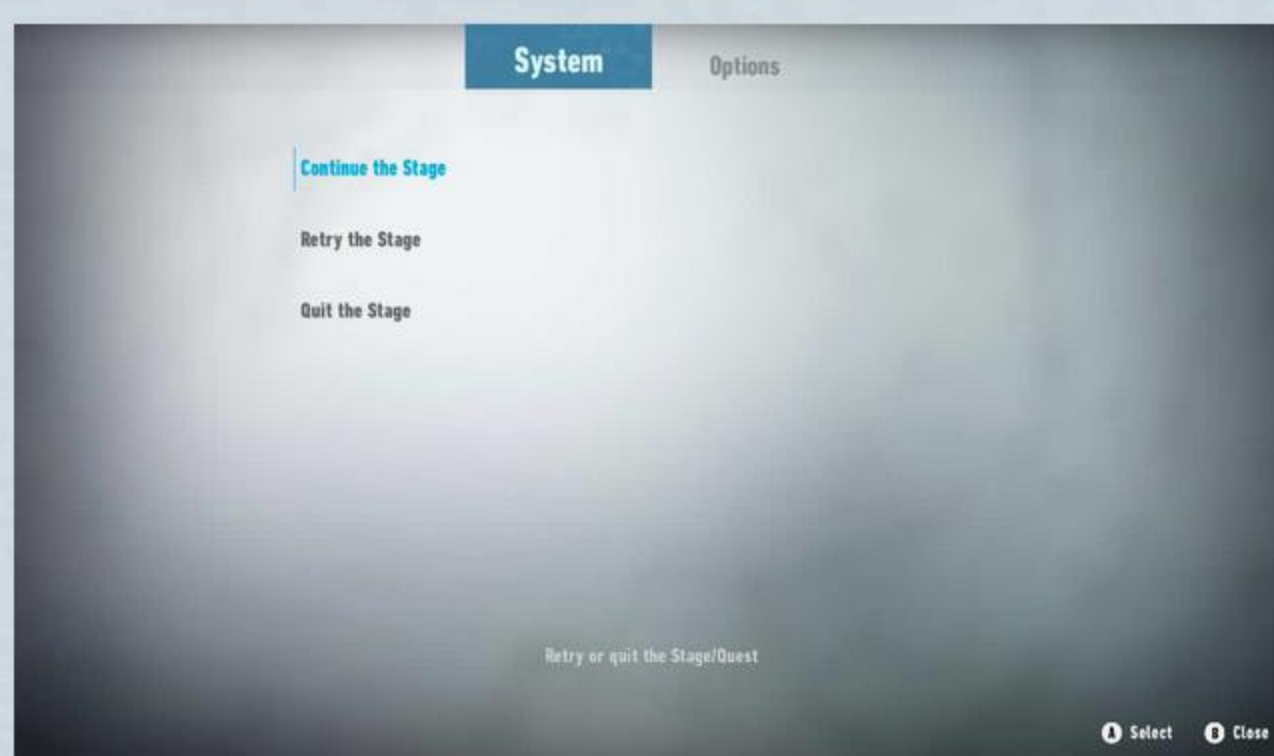 System Options
Continue the Stage
Retry the Stage
Quit the Stage
Retry or quit the Stage/Quest
A Select B Close